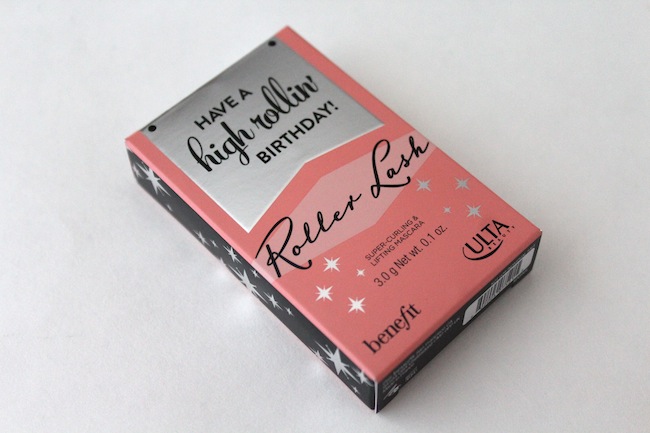 HAVE A
high rollin'
BIRTHDAY!
Roller Lash
SUPER-CURLING &
LIFTING MASCARA
3.0 g Net wt. 0.1 oz.
ULTA
BEAUTY
benefit